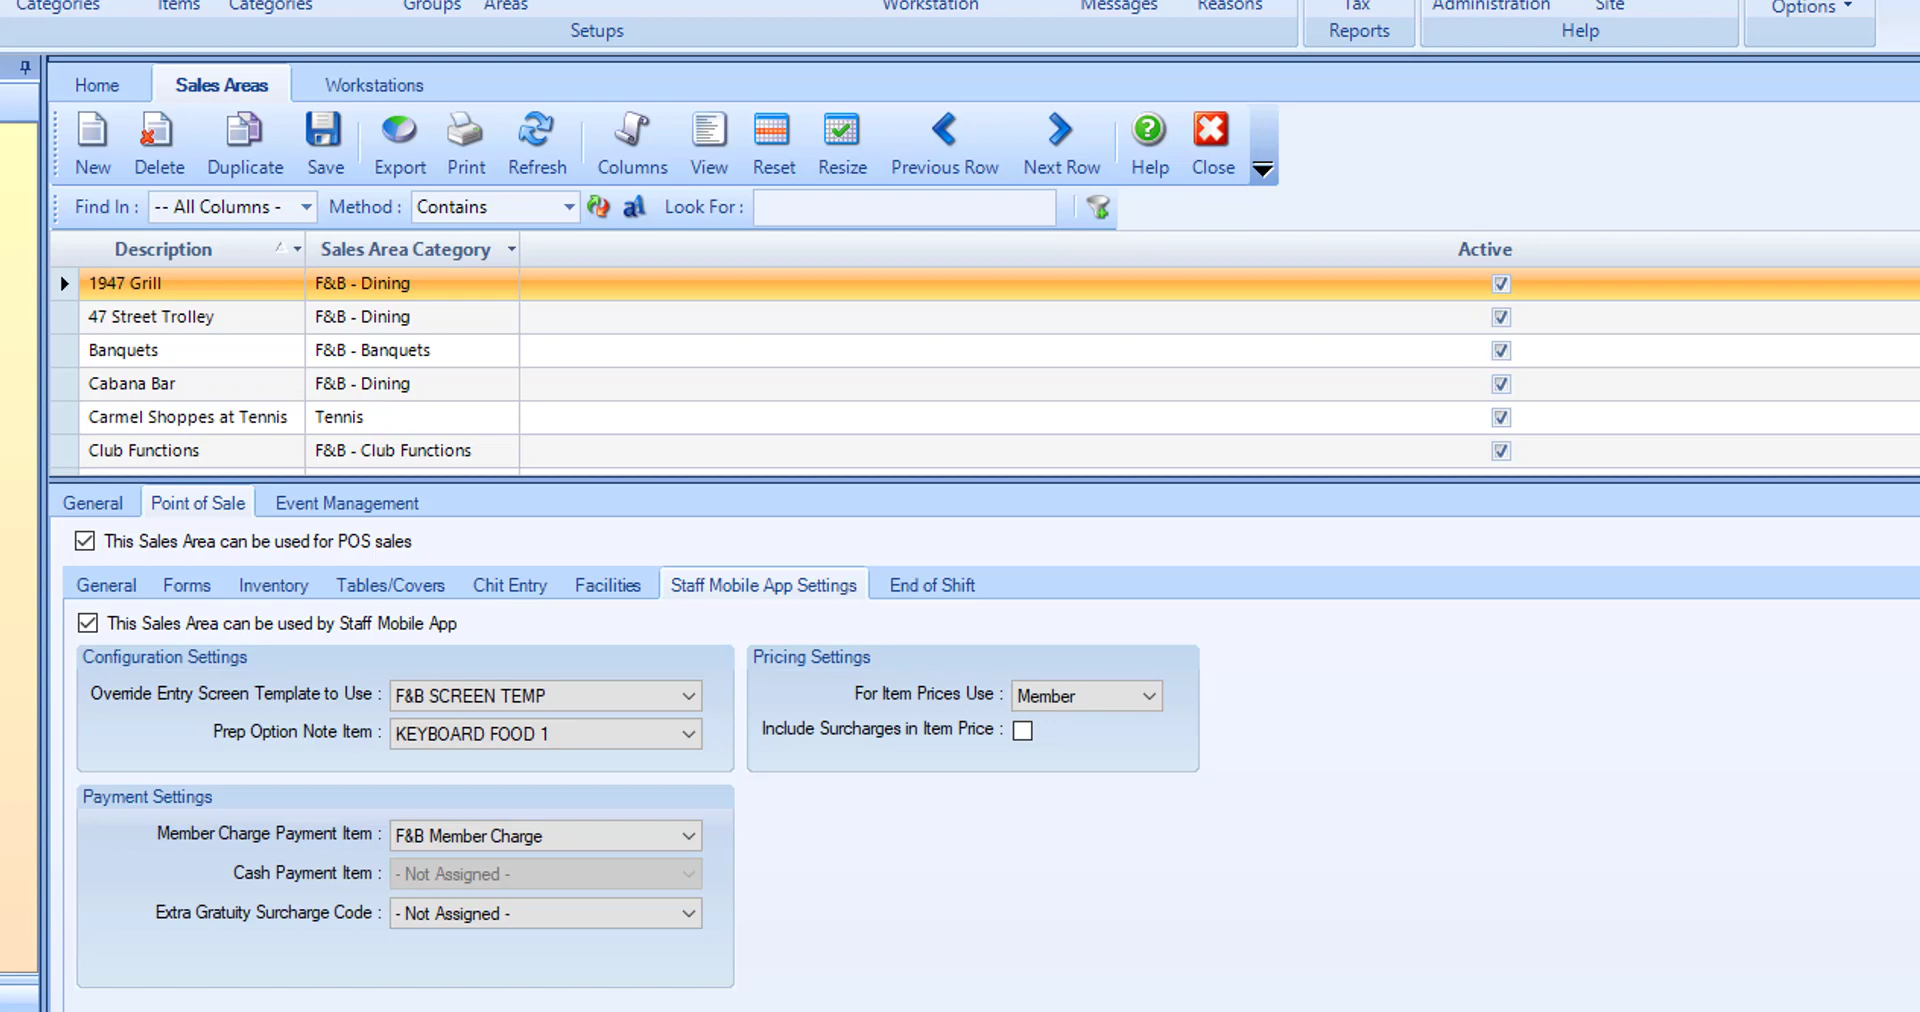 Categories Items Categories Groups Areas Workstation Messages Reasons Tax Administration Site Options
Setups Reports Help
Home Sales Areas Workstations
New Delete Duplicate Save Export Print Refresh Columns View Reset Resize Previous Row Next Row Help Close
Find In : -- All Columns - Method : Contains Look For :
Description Sales Area Category Active
1947 Grill F&B - Dining
47 Street Trolley F&B - Dining
Banquets F&B - Banquets
Cabana Bar F&B - Dining
Carmel Shoppes at Tennis Tennis
Club Functions F&B - Club Functions
General Point of Sale Event Management
This Sales Area can be used for POS sales
General Forms Inventory Tables/Covers Chit Entry Facilities Staff Mobile App Settings End of Shift
This Sales Area can be used by Staff Mobile App
Configuration Settings Pricing Settings
Override Entry Screen Template to Use : F&B SCREEN TEMP For Item Prices Use : Member
Prep Option Note Item : KEYBOARD FOOD 1 Include Surcharges in Item Price :
Payment Settings
Member Charge Payment Item : F&B Member Charge
Cash Payment Item : - Not Assigned -
Extra Gratuity Surcharge Code : - Not Assigned -